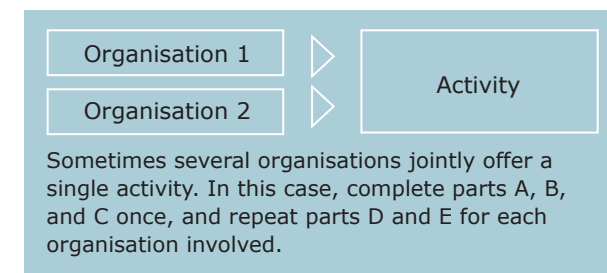 Organisation 1
Organisation 2
Activity
Sometimes several organisations jointly offer a
single activity. In this case, complete parts A, B,
and C once, and repeat parts D and E for each
organisation involved.